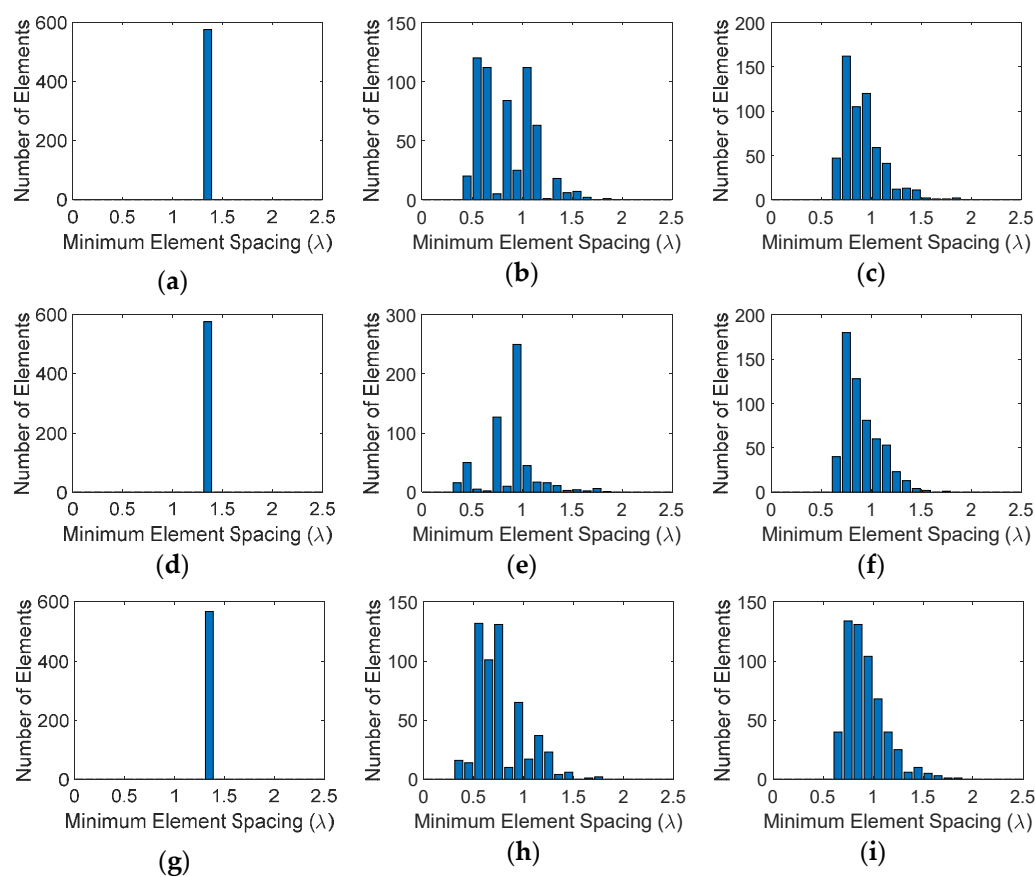 600
400
200
0
Number of Elements
0 0.5 1 1.5 2 2.5
Minimum Element Spacing (λ)
(a)
150
100
50
0
Number of Elements
0 0.5 1 1.5 2 2.5
Minimum Element Spacing (λ)
(b)
200
150
100
50
0
Number of Elements
0 0.5 1 1.5 2 2.5
Minimum Element Spacing (λ)
(c)
600
400
200
0
Number of Elements
0 0.5 1 1.5 2 2.5
Minimum Element Spacing (λ)
(d)
300
200
100
0
Number of Elements
0 0.5 1 1.5 2 2.5
Minimum Element Spacing (λ)
(e)
200
150
100
50
0
Number of Elements
0 0.5 1 1.5 2 2.5
Minimum Element Spacing (λ)
(f)
600
400
200
0
Number of Elements
0 0.5 1 1.5 2 2.5
Minimum Element Spacing (λ)
(g)
150
100
50
0
Number of Elements
0 0.5 1 1.5 2 2.5
Minimum Element Spacing (λ)
(h)
150
100
50
0
Number of Elements
0 0.5 1 1.5 2 2.5
Minimum Element Spacing (λ)
(i)